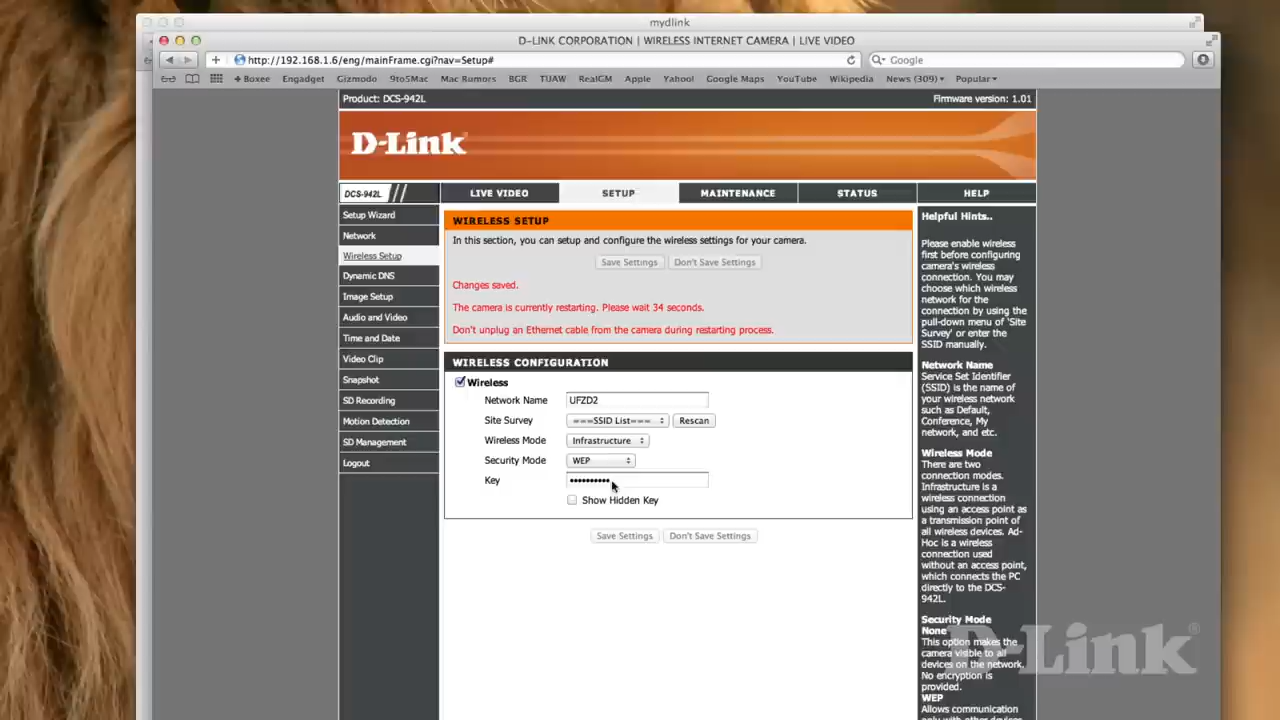 mydlink
D-LINK CORPORATION | WIRELESS INTERNET CAMERA | LIVE VIDEO
http://192.168.1.6/eng/mainFrame.cgi?nav=Setup#
Google
Boxee Engadget Gizmodo 9to5Mac Mac Rumors BGR TUAW RealGM Apple Yahoo! Google Maps YouTube Wikipedia News (309) Popular
Product: DCS-942L
Firmware version: 1.01
D-Link
DCS-942L
LIVE VIDEO
SETUP
MAINTENANCE
STATUS
HELP
Setup Wizard
Network
Wireless Setup
Dynamic DNS
Image Setup
Audio and Video
Time and Date
Video Clip
Snapshot
SD Recording
Motion Detection
SD Management
Logout
WIRELESS SETUP
In this section, you can setup and configure the wireless settings for your camera.
Save Settings Don't Save Settings
Changes saved.
The camera is currently restarting. Please wait 34 seconds.
Don't unplug an Ethernet cable from the camera during restarting process.
WIRELESS CONFIGURATION
Wireless
Network Name UFZD2
Site Survey ===SSID List=== Rescan
Wireless Mode Infrastructure
Security Mode WEP
Key ••••••••••
Show Hidden Key
Save Settings Don't Save Settings
Helpful Hints..
Please enable wireless
first before configuring
camera's wireless
connection. You may
choose which wireless
network for the
connection by using the
pull-down menu of 'Site
Survey' or enter the
SSID manually.
Network Name
Service Set Identifier
(SSID) is the name of
your wireless network
such as Default,
Conference, My
network, and etc.
Wireless Mode
There are two
connection modes.
Infrastructure is a
wireless connection
using an access point as
a transmission point of
all wireless devices. Ad-
Hoc is a wireless
connection used
without an access point,
which connects the PC
directly to the DCS-
942L.
Security Mode
None
This option makes the
camera visible to all
devices on the network.
No encryption is
provided.
WEP
Allows communication
only with other devices
D-Link